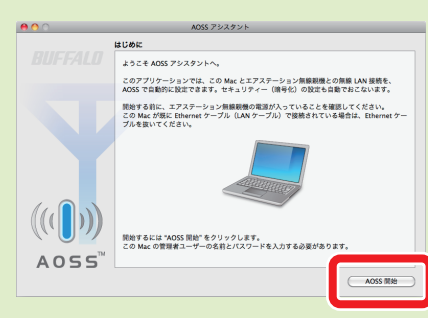 AOSS アシスタント
はじめに
BUFFALO
ようこそ AOSS アシスタントへ。
このアプリケーションでは、この Mac とエアステーション無線親機との無線 LAN 接続を、
AOSS で自動的に設定できます。セキュリティー（暗号化）の設定も自動でおこないます。
開始する前に、エアステーション無線親機の電源が入っていることを確認してください。
この Mac が既に Ethernet ケーブル（LAN ケーブル）で接続されている場合は、Ethernet ケー
ブルを抜いてください。
開始するには "AOSS 開始" をクリックします。
この Mac の管理者ユーザーの名前とパスワードを入力する必要があります。
AOSS™
AOSS 開始